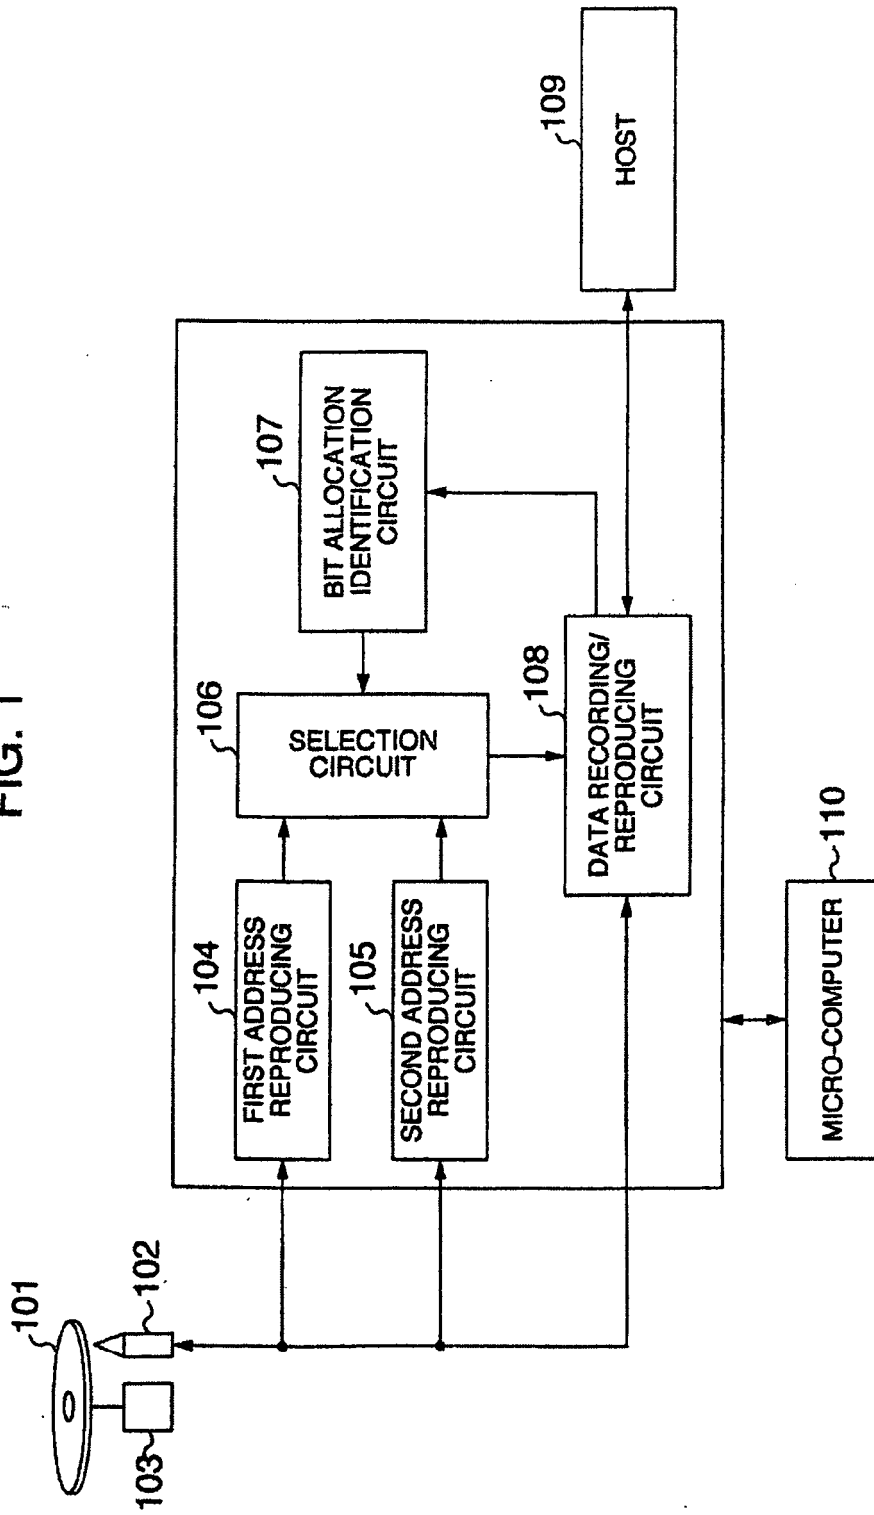 FIG. 1
101
102
103
104
FIRST ADDRESS
REPRODUCING
CIRCUIT
105
SECOND ADDRESS
REPRODUCING
CIRCUIT
106
SELECTION
CIRCUIT
107
BIT ALLOCATION
IDENTIFICATION
CIRCUIT
108
DATA RECORDING/
REPRODUCING
CIRCUIT
109
HOST
MICRO-COMPUTER
110